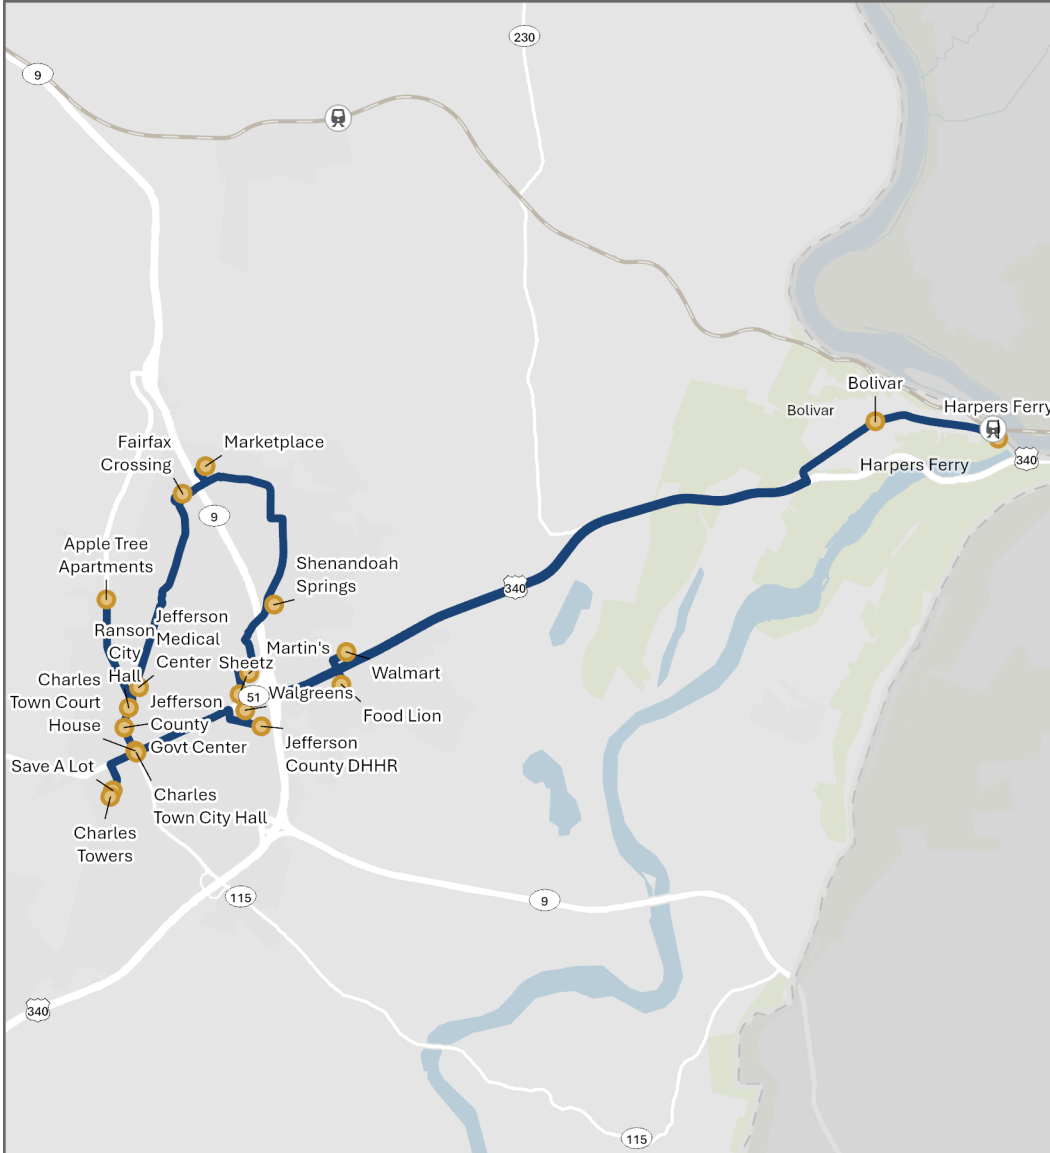 230
9
Bolivar
Bolivar
Harpers Ferry
Harpers Ferry
340
Fairfax
Crossing
Marketplace
9
Apple Tree
Apartments
Shenandoah
Springs
340
Ranson
City
Hall
Jefferson
Medical
Center
Martin's
Sheetz
Walmart
51
Walgreens
Food Lion
Charles
Town Court
House
Jefferson
County
Govt Center
Jefferson
County DHHR
Save A Lot
Charles
Town City Hall
Charles
Towers
115
9
340
115